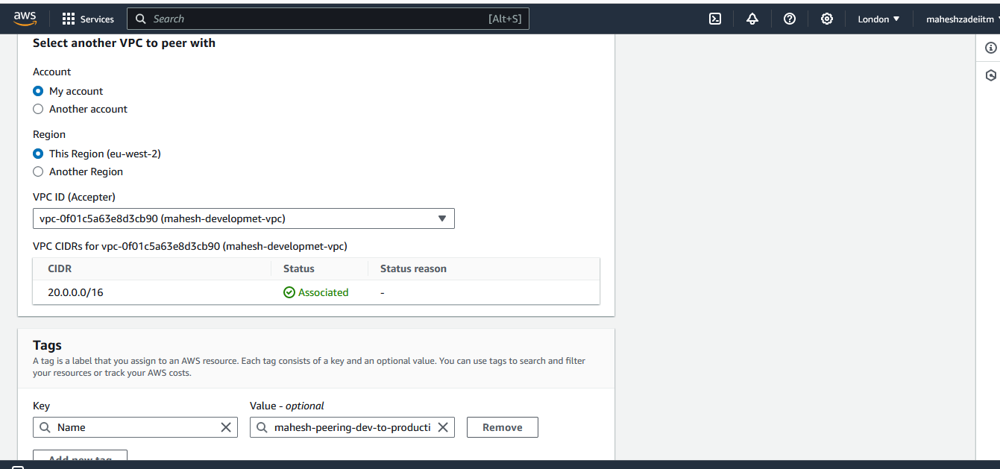 aws
Services
Search
[Alt+S]
London
maheshzadeiitm
Select another VPC to peer with
Account
My account
Another account
Region
This Region (eu-west-2)
Another Region
VPC ID (Accepter)
vpc-0f01c5a63e8d3cb90 (mahesh-developmet-vpc)
VPC CIDRs for vpc-0f01c5a63e8d3cb90 (mahesh-developmet-vpc)
CIDR Status Status reason
20.0.0.0/16 Associated -
Tags
A tag is a label that you assign to an AWS resource. Each tag consists of a key and an optional value. You can use tags to search and filter
your resources or track your AWS costs.
Key Value - optional
Name mahesh-peering-dev-to-producti Remove
Add new tag